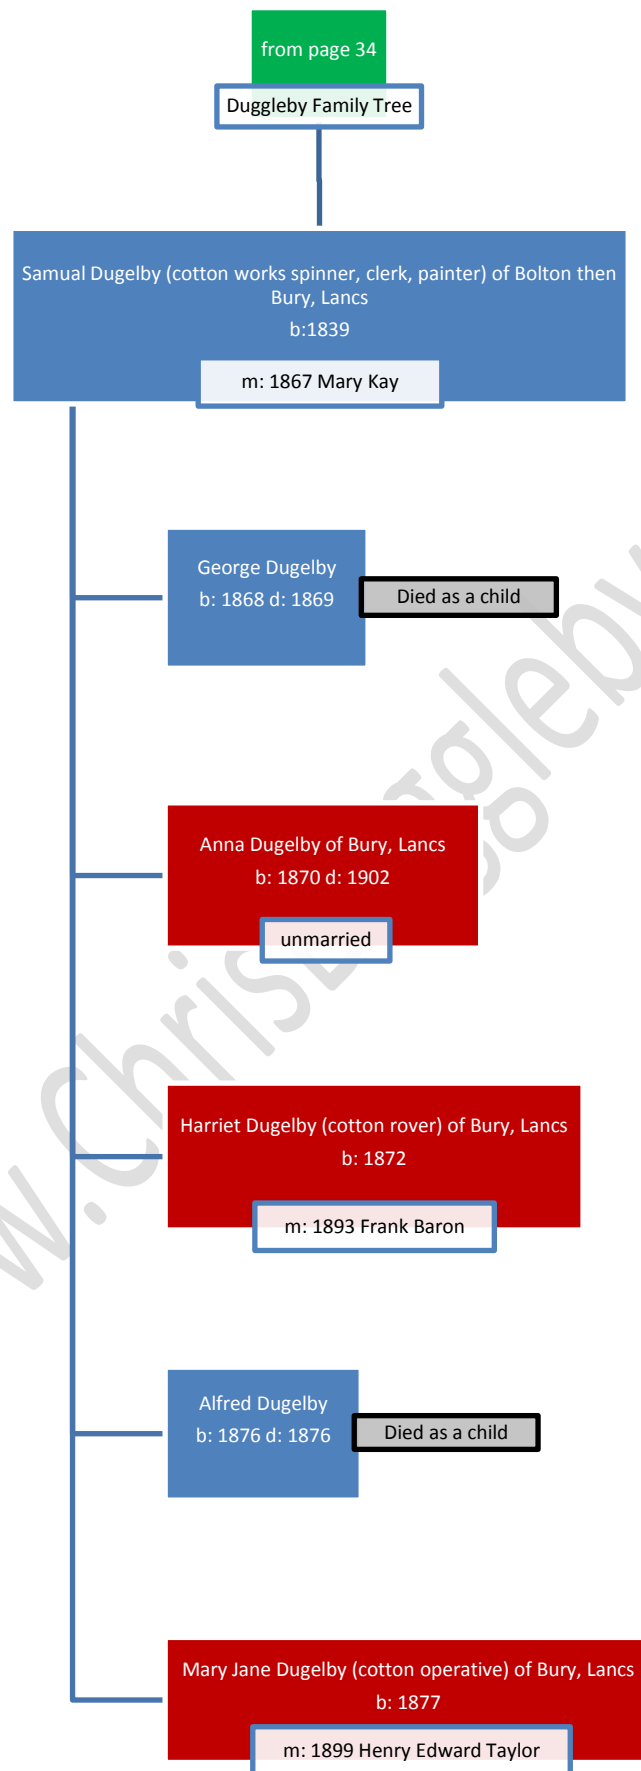 from page 34
Duggleby Family Tree
Samual Dugelby (cotton works spinner, clerk, painter) of Bolton then
Bury, Lancs
b:1839
m: 1867 Mary Kay
George Dugelby
b: 1868 d: 1869
Died as a child
Anna Dugelby of Bury, Lancs
b: 1870 d: 1902
unmarried
Harriet Dugelby (cotton rover) of Bury, Lancs
b: 1872
m: 1893 Frank Baron
Alfred Dugelby
b: 1876 d: 1876
Died as a child
Mary Jane Dugelby (cotton operative) of Bury, Lancs
b: 1877
m: 1899 Henry Edward Taylor